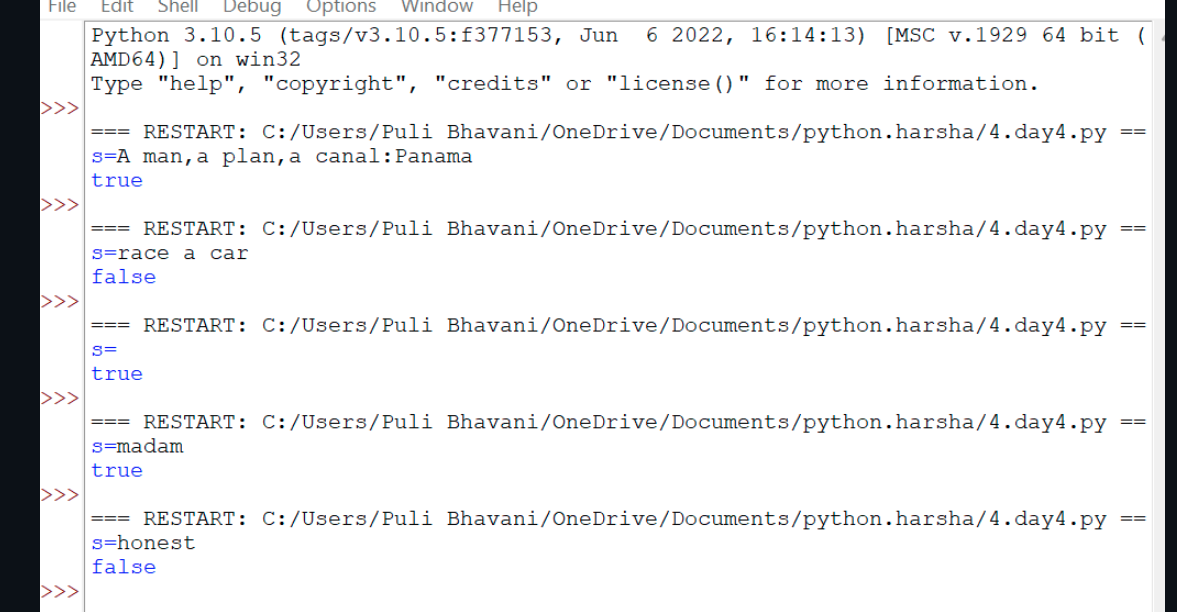 File Edit Shell Debug Options Window Help
Python 3.10.5 (tags/v3.10.5:f377153, Jun  6 2022, 16:14:13) [MSC v.1929 64 bit (
AMD64)] on win32
Type "help", "copyright", "credits" or "license()" for more information.
>>>
=== RESTART: C:/Users/Puli Bhavani/OneDrive/Documents/python.harsha/4.day4.py ==
s=A man,a plan,a canal:Panama
true
>>>
=== RESTART: C:/Users/Puli Bhavani/OneDrive/Documents/python.harsha/4.day4.py ==
s=race a car
false
>>>
=== RESTART: C:/Users/Puli Bhavani/OneDrive/Documents/python.harsha/4.day4.py ==
s=
true
>>>
=== RESTART: C:/Users/Puli Bhavani/OneDrive/Documents/python.harsha/4.day4.py ==
s=madam
true
>>>
=== RESTART: C:/Users/Puli Bhavani/OneDrive/Documents/python.harsha/4.day4.py ==
s=honest
false
>>>